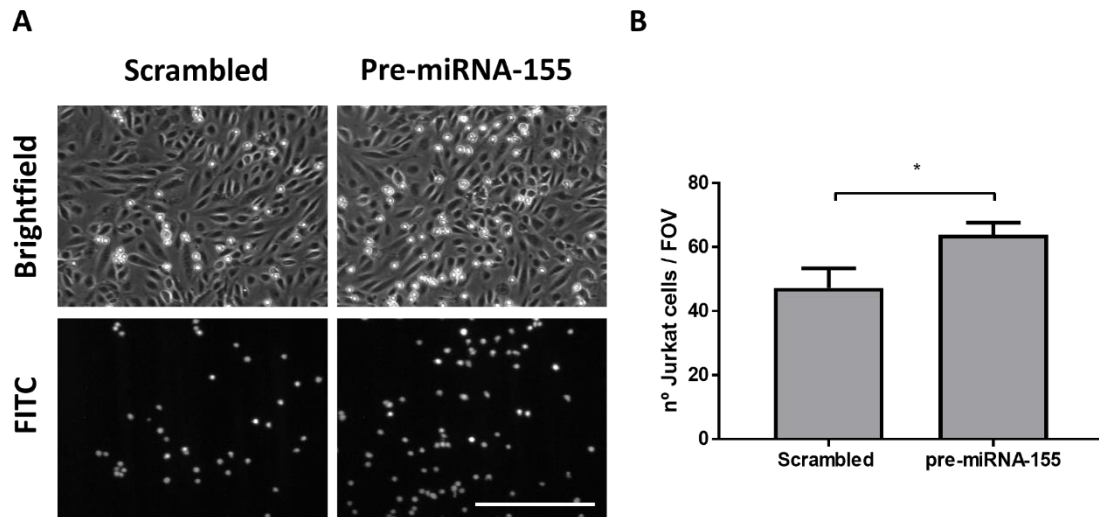 A
Scrambled
Pre-miRNA-155
Brightfield
FITC
B
*
nº Jurkat cells / FOV
80
60
40
20
0
Scrambled
pre-miRNA-155